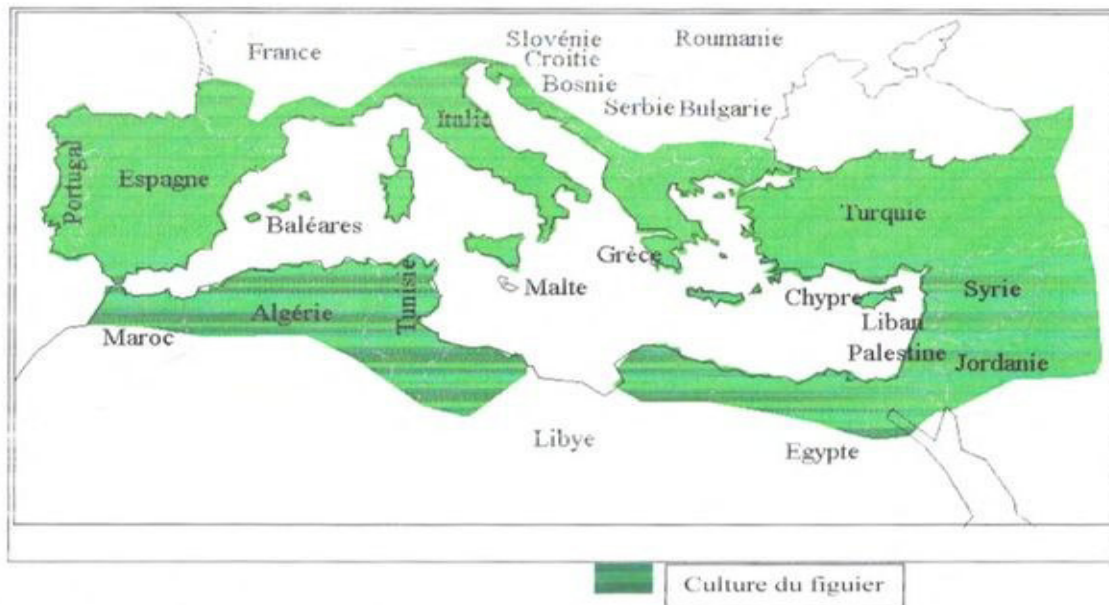 France
Slovénie
Croitie
Bosnie
Roumanie
Serbie
Bulgarie
Italie
Portugal
Espagne
Baléares
Turquie
Grèce
Malte
Chypre
Syrie
Liban
Palestine
Jordanie
Tunisie
Algérie
Maroc
Libye
Egypte
Culture du figuier